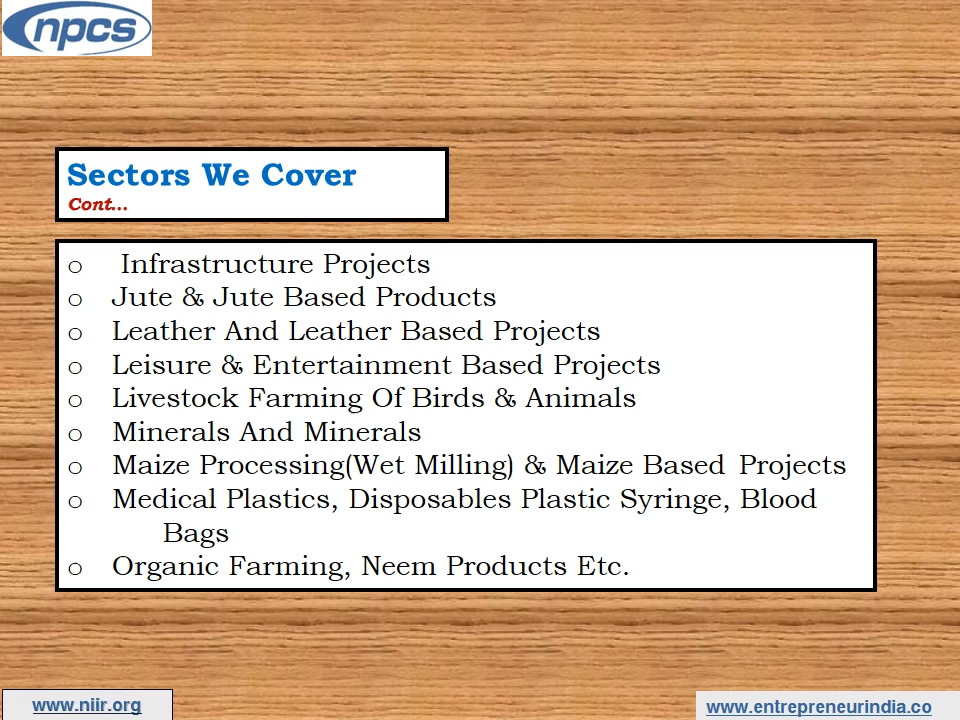 npcs
Sectors We Cover
Cont...
o Infrastructure Projects
o Jute & Jute Based Products
o Leather And Leather Based Projects
o Leisure & Entertainment Based Projects
o Livestock Farming Of Birds & Animals
o Minerals And Minerals
o Maize Processing(Wet Milling) & Maize Based Projects
o Medical Plastics, Disposables Plastic Syringe, Blood
Bags
o Organic Farming, Neem Products Etc.
www.niir.org
www.entrepreneurindia.co